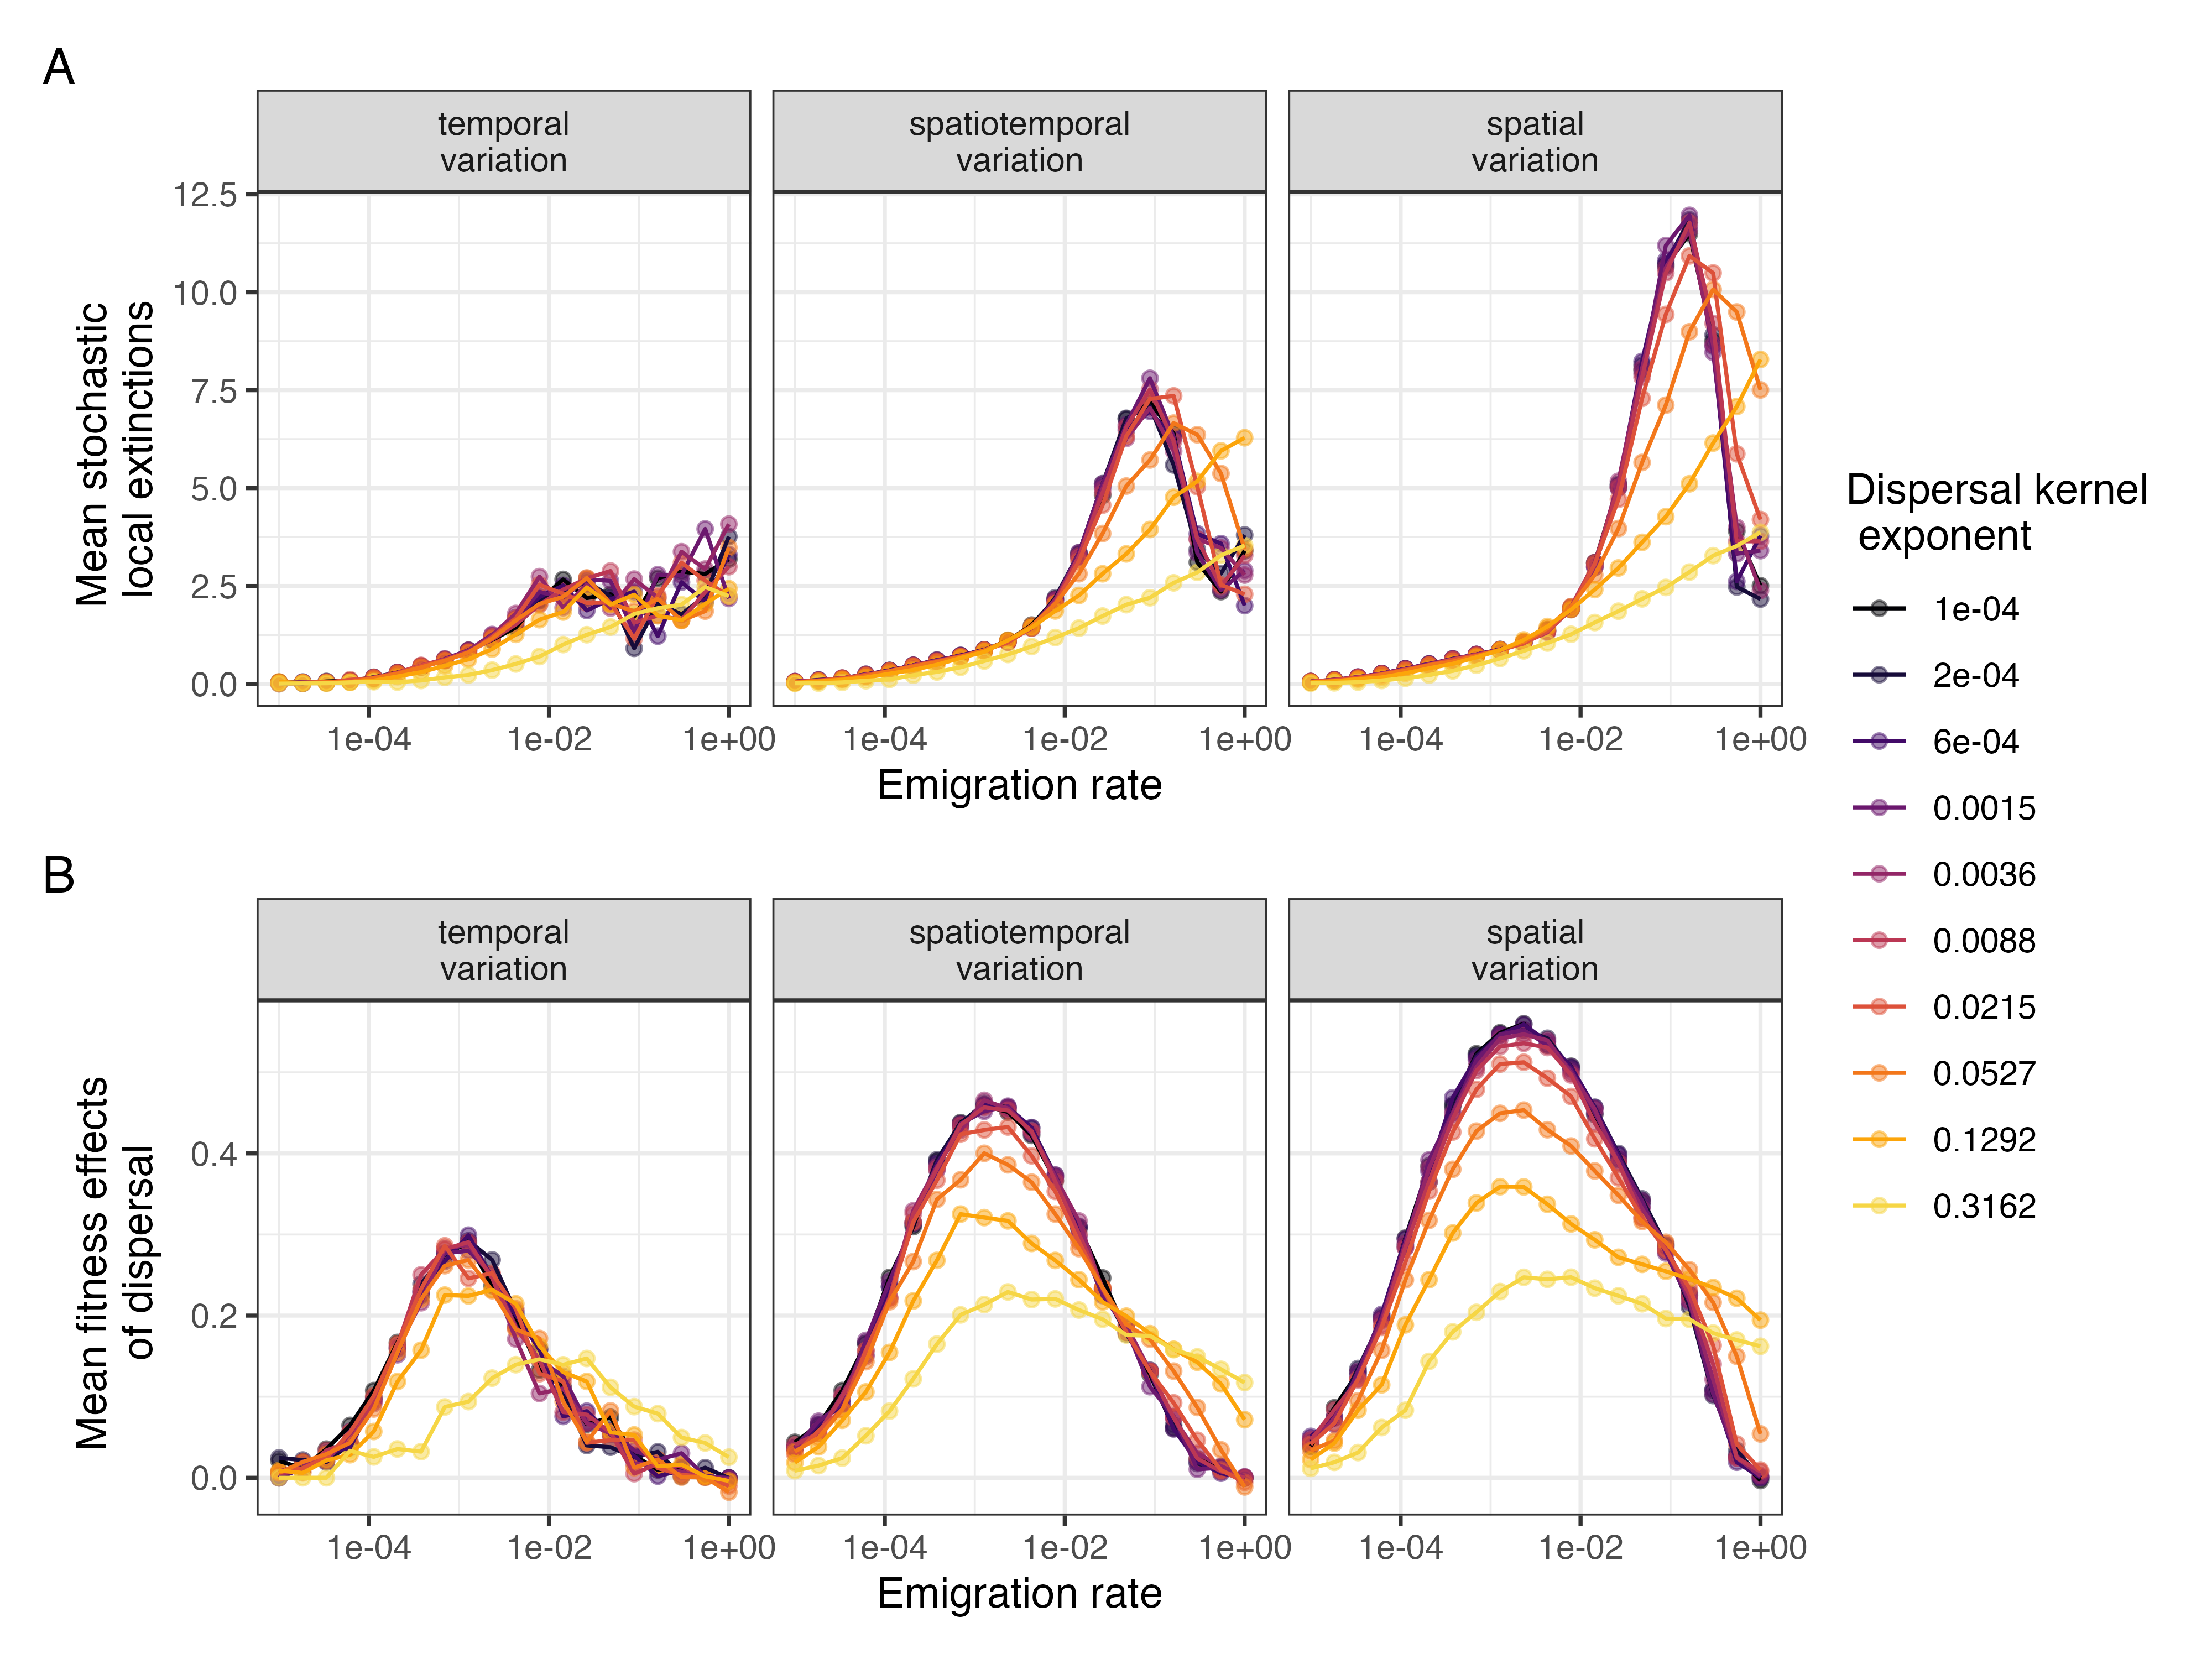 A
temporal
variation
spatiotemporal
variation
spatial
variation
Mean stochastic
local extinctions
12.5
10.0
7.5
5.0
2.5
0.0
1e-04
1e-02
1e+00
1e-04
1e-02
1e+00
1e-04
1e-02
1e+00
Emigration rate
B
temporal
variation
spatiotemporal
variation
spatial
variation
Mean fitness effects
of dispersal
0.4
0.2
0.0
1e-04
1e-02
1e+00
1e-04
1e-02
1e+00
1e-04
1e-02
1e+00
Emigration rate
Dispersal kernel
exponent
1e-04
2e-04
6e-04
0.0015
0.0036
0.0088
0.0215
0.0527
0.1292
0.3162